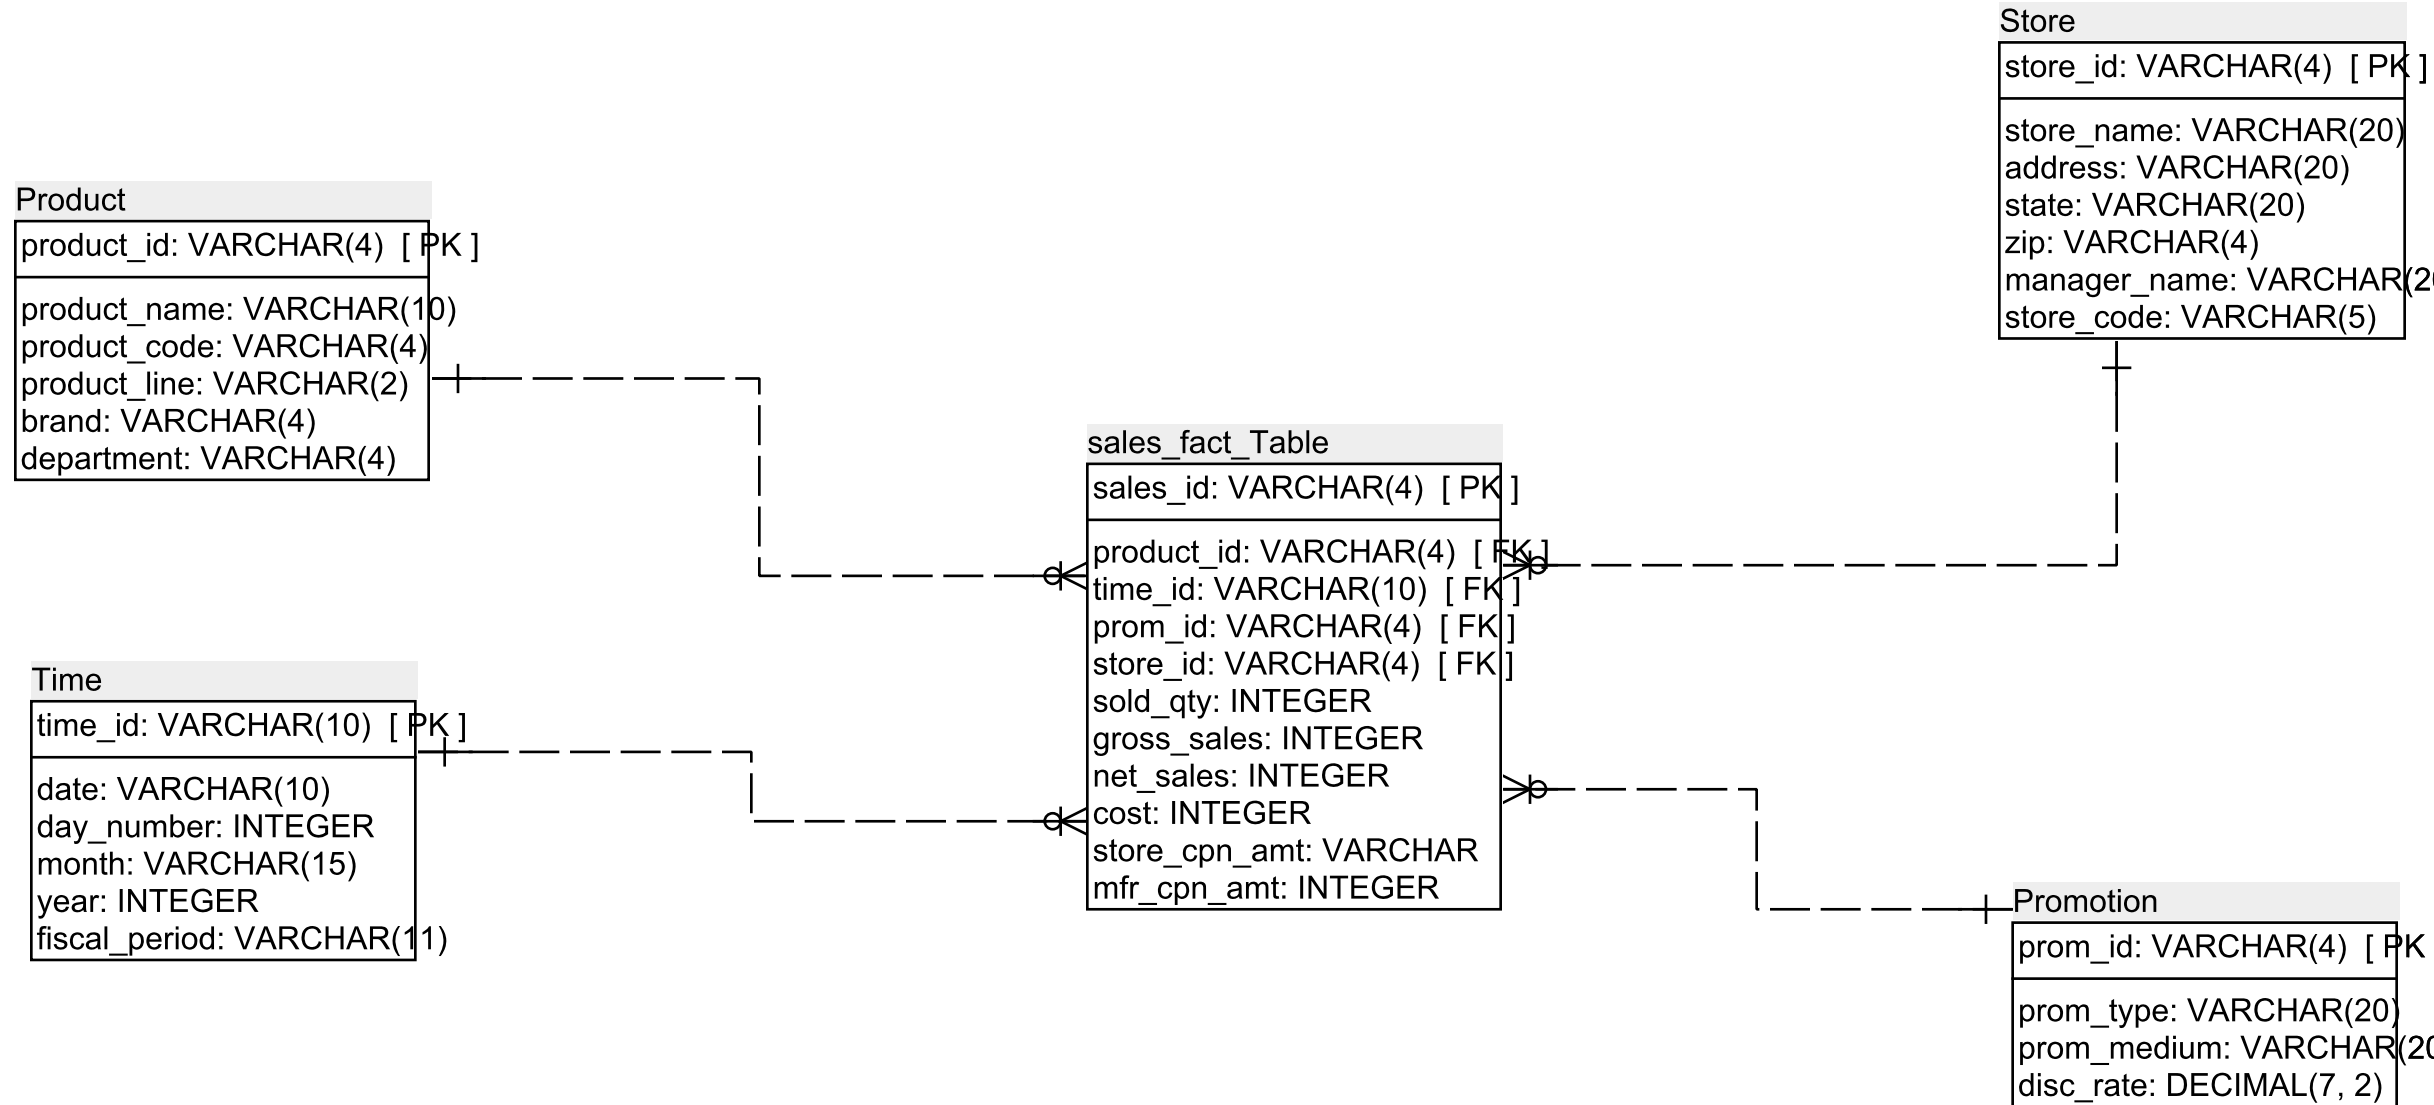 Store
store_id: VARCHAR(4) [ PK ]
store_name: VARCHAR(20)
address: VARCHAR(20)
state: VARCHAR(20)
zip: VARCHAR(4)
manager_name: VARCHAR(20
store_code: VARCHAR(5)
Product
product_id: VARCHAR(4) [ PK ]
product_name: VARCHAR(10)
product_code: VARCHAR(4)
product_line: VARCHAR(2)
brand: VARCHAR(4)
department: VARCHAR(4)
sales_fact_Table
sales_id: VARCHAR(4) [ PK ]
product_id: VARCHAR(4) [ FK ]
time_id: VARCHAR(10) [ FK ]
prom_id: VARCHAR(4) [ FK ]
store_id: VARCHAR(4) [ FK ]
sold_qty: INTEGER
gross_sales: INTEGER
net_sales: INTEGER
cost: INTEGER
store_cpn_amt: VARCHAR
mfr_cpn_amt: INTEGER
Time
time_id: VARCHAR(10) [ PK ]
date: VARCHAR(10)
day_number: INTEGER
month: VARCHAR(15)
year: INTEGER
fiscal_period: VARCHAR(11)
Promotion
prom_id: VARCHAR(4) [ PK
prom_type: VARCHAR(20)
prom_medium: VARCHAR(20
disc_rate: DECIMAL(7, 2)